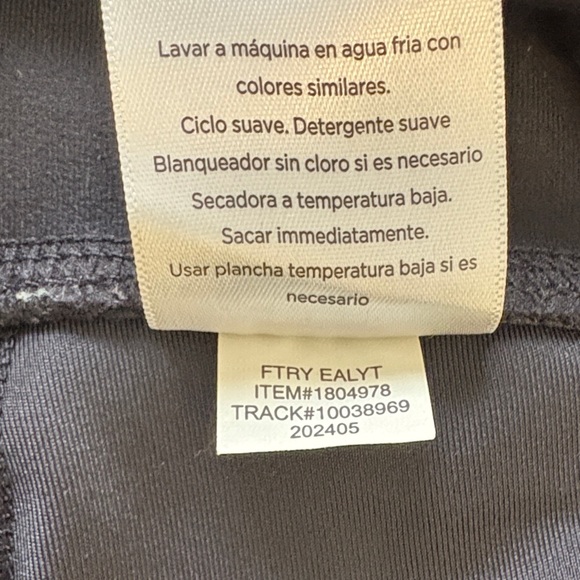 Lavar a máquina en agua fria con
colores similares.
Ciclo suave. Detergente suave
Blanqueador sin cloro si es necesario
Secadora a temperatura baja.
Sacar immediatamente.
Usar plancha temperatura baja si es
necesario
FTRY EALYT
ITEM#1804978
TRACK#10038969
202405